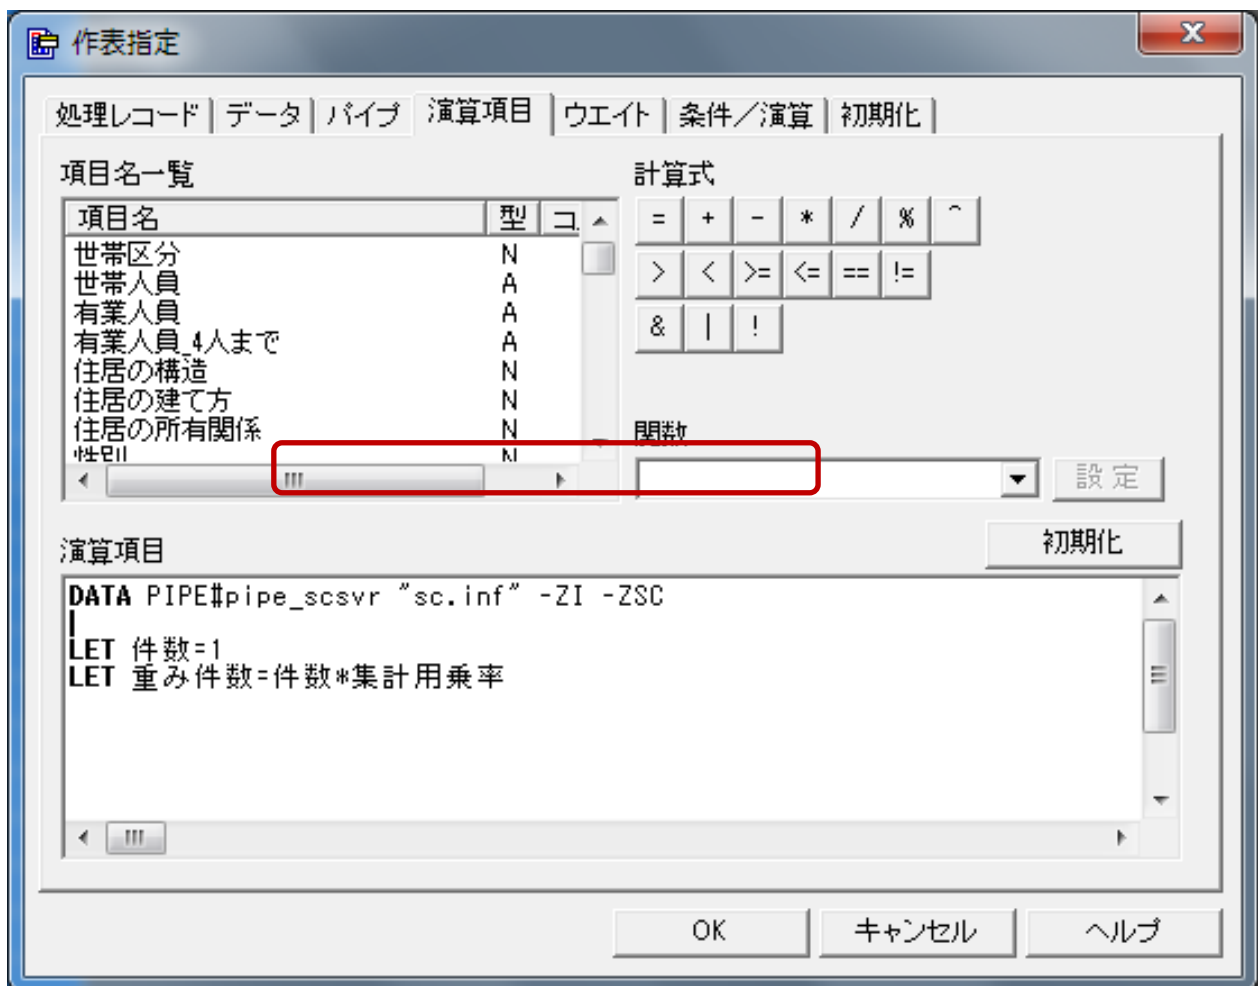 作表指定
x
処理レコード データ パイプ 演算項目 ウエイト 条件／演算 初期化
項目名一覧
計算式
項目名 型 コ
世帯区分 N
世帯人員 A
有業人員 A
有業人員_4人まで A
住居の構造 N
住居の建て方 N
住居の所有関係 N
性別 N
= + - * / % ^
> < >= <= == !=
& | !
関数
設定
初期化
演算項目
DATA PIPE#pipe_scsvr "sc.inf" -ZI -ZSC
LET 件数=1
LET 重み件数=件数*集計用乗率
OK キャンセル ヘルプ